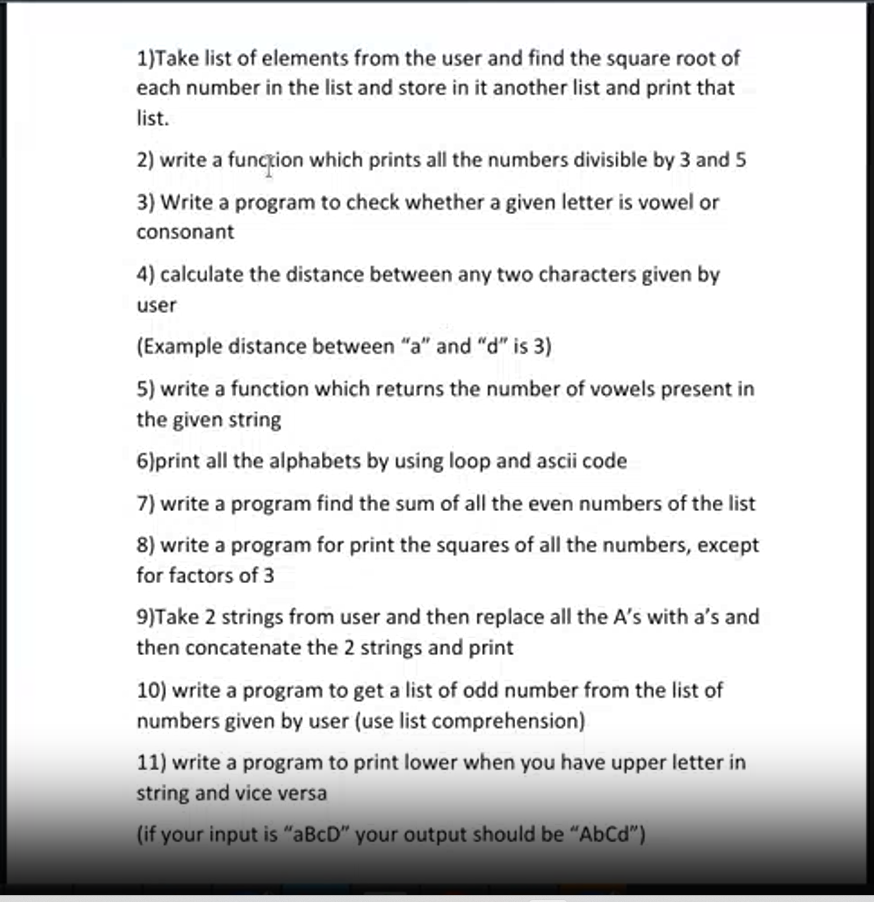 1)Take list of elements from the user and find the square root of
each number in the list and store in it another list and print that
list.
2) write a function which prints all the numbers divisible by 3 and 5
3) Write a program to check whether a given letter is vowel or
consonant
4) calculate the distance between any two characters given by
user
(Example distance between “a” and “d” is 3)
5) write a function which returns the number of vowels present in
the given string
6)print all the alphabets by using loop and ascii code
7) write a program find the sum of all the even numbers of the list
8) write a program for print the squares of all the numbers, except
for factors of 3
9)Take 2 strings from user and then replace all the A’s with a’s and
then concatenate the 2 strings and print
10) write a program to get a list of odd number from the list of
numbers given by user (use list comprehension)
11) write a program to print lower when you have upper letter in
string and vice versa
(if your input is “aBcD” your output should be “AbCd”)